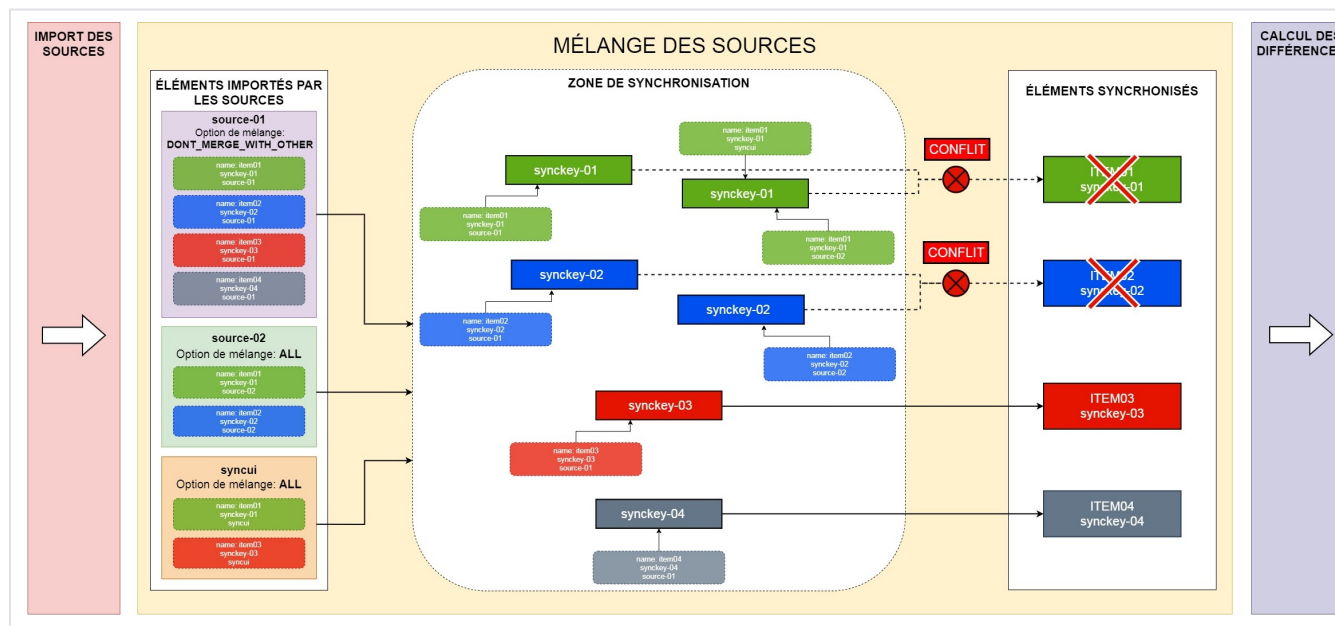 IMPORT DES
SOURCES
MÉLANGE DES SOURCES
ÉLÉMENTS IMPORTÉS PAR
LES SOURCES
source-01
Option de mélange:
DONT_MERGE_WITH_OTHER
name: item01
synckey-01
source-01
name: item02
synckey-02
source-01
name: item03
synckey-03
source-01
name: item04
synckey-04
source-01
source-02
Option de mélange: ALL
name: item01
synckey-01
source-02
name: item02
synckey-02
source-02
syncui
Option de mélange: ALL
name: item01
synckey-01
syncui
name: item03
synckey-03
syncui
ZONE DE SYNCHRONISATION
name: item01
synckey-01
syncui
synckey-01
synckey-01
name: item01
synckey-01
source-01
name: item01
synckey-01
source-02
synckey-02
synckey-02
name: item02
synckey-02
source-01
name: item02
synckey-02
source-02
synckey-03
name: item03
synckey-03
source-01
synckey-04
name: item04
synckey-04
source-01
CONFLIT
CONFLIT
ÉLÉMENTS SYNCRHONISÉS
ITEM01
synckey-01
ITEM02
synckey-02
ITEM03
synckey-03
ITEM04
synckey-04
CALCUL DES
DIFFÉRENCE